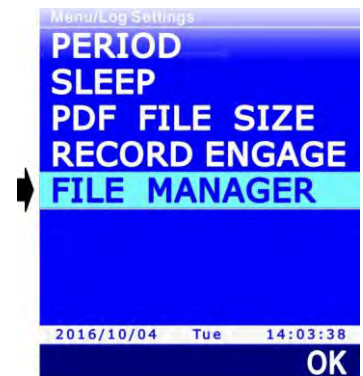 Menu/Log Settings
PERIOD
SLEEP
PDF FILE SIZE
RECORD ENGAGE
FILE MANAGER
2016/10/04 Tue 14:03:38
OK